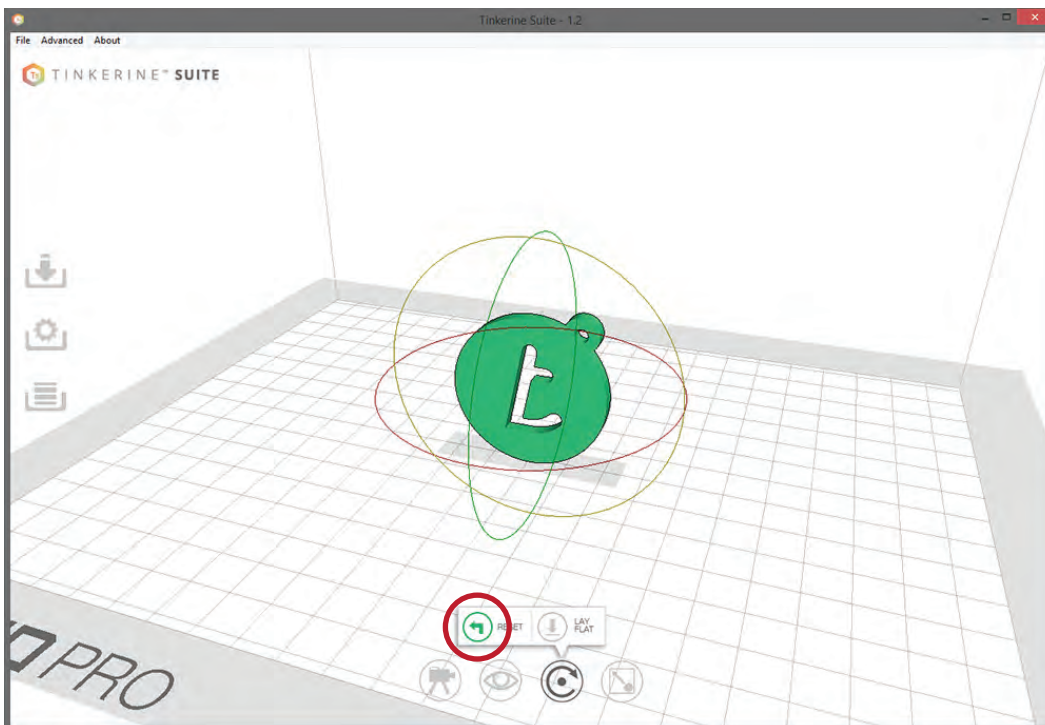 Tinkerine Suite - 1.2
File Advanced About
TINKERINE™ SUITE
t
RESET
LAY
FLAT
PRO